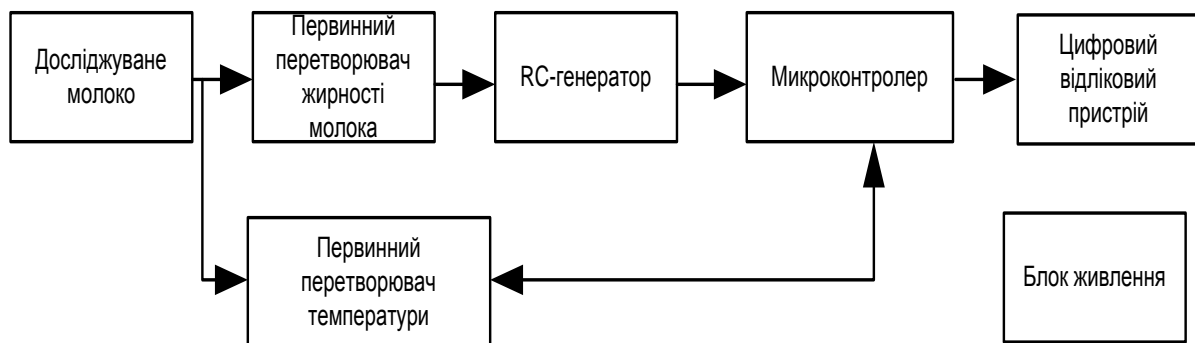 Досліджуване
молоко
Первинний
перетворювач
жирності
молока
RC-генератор
Микроконтролер
Цифровий
відліковий
пристрій
Первинний
перетворювач
температури
Блок живлення